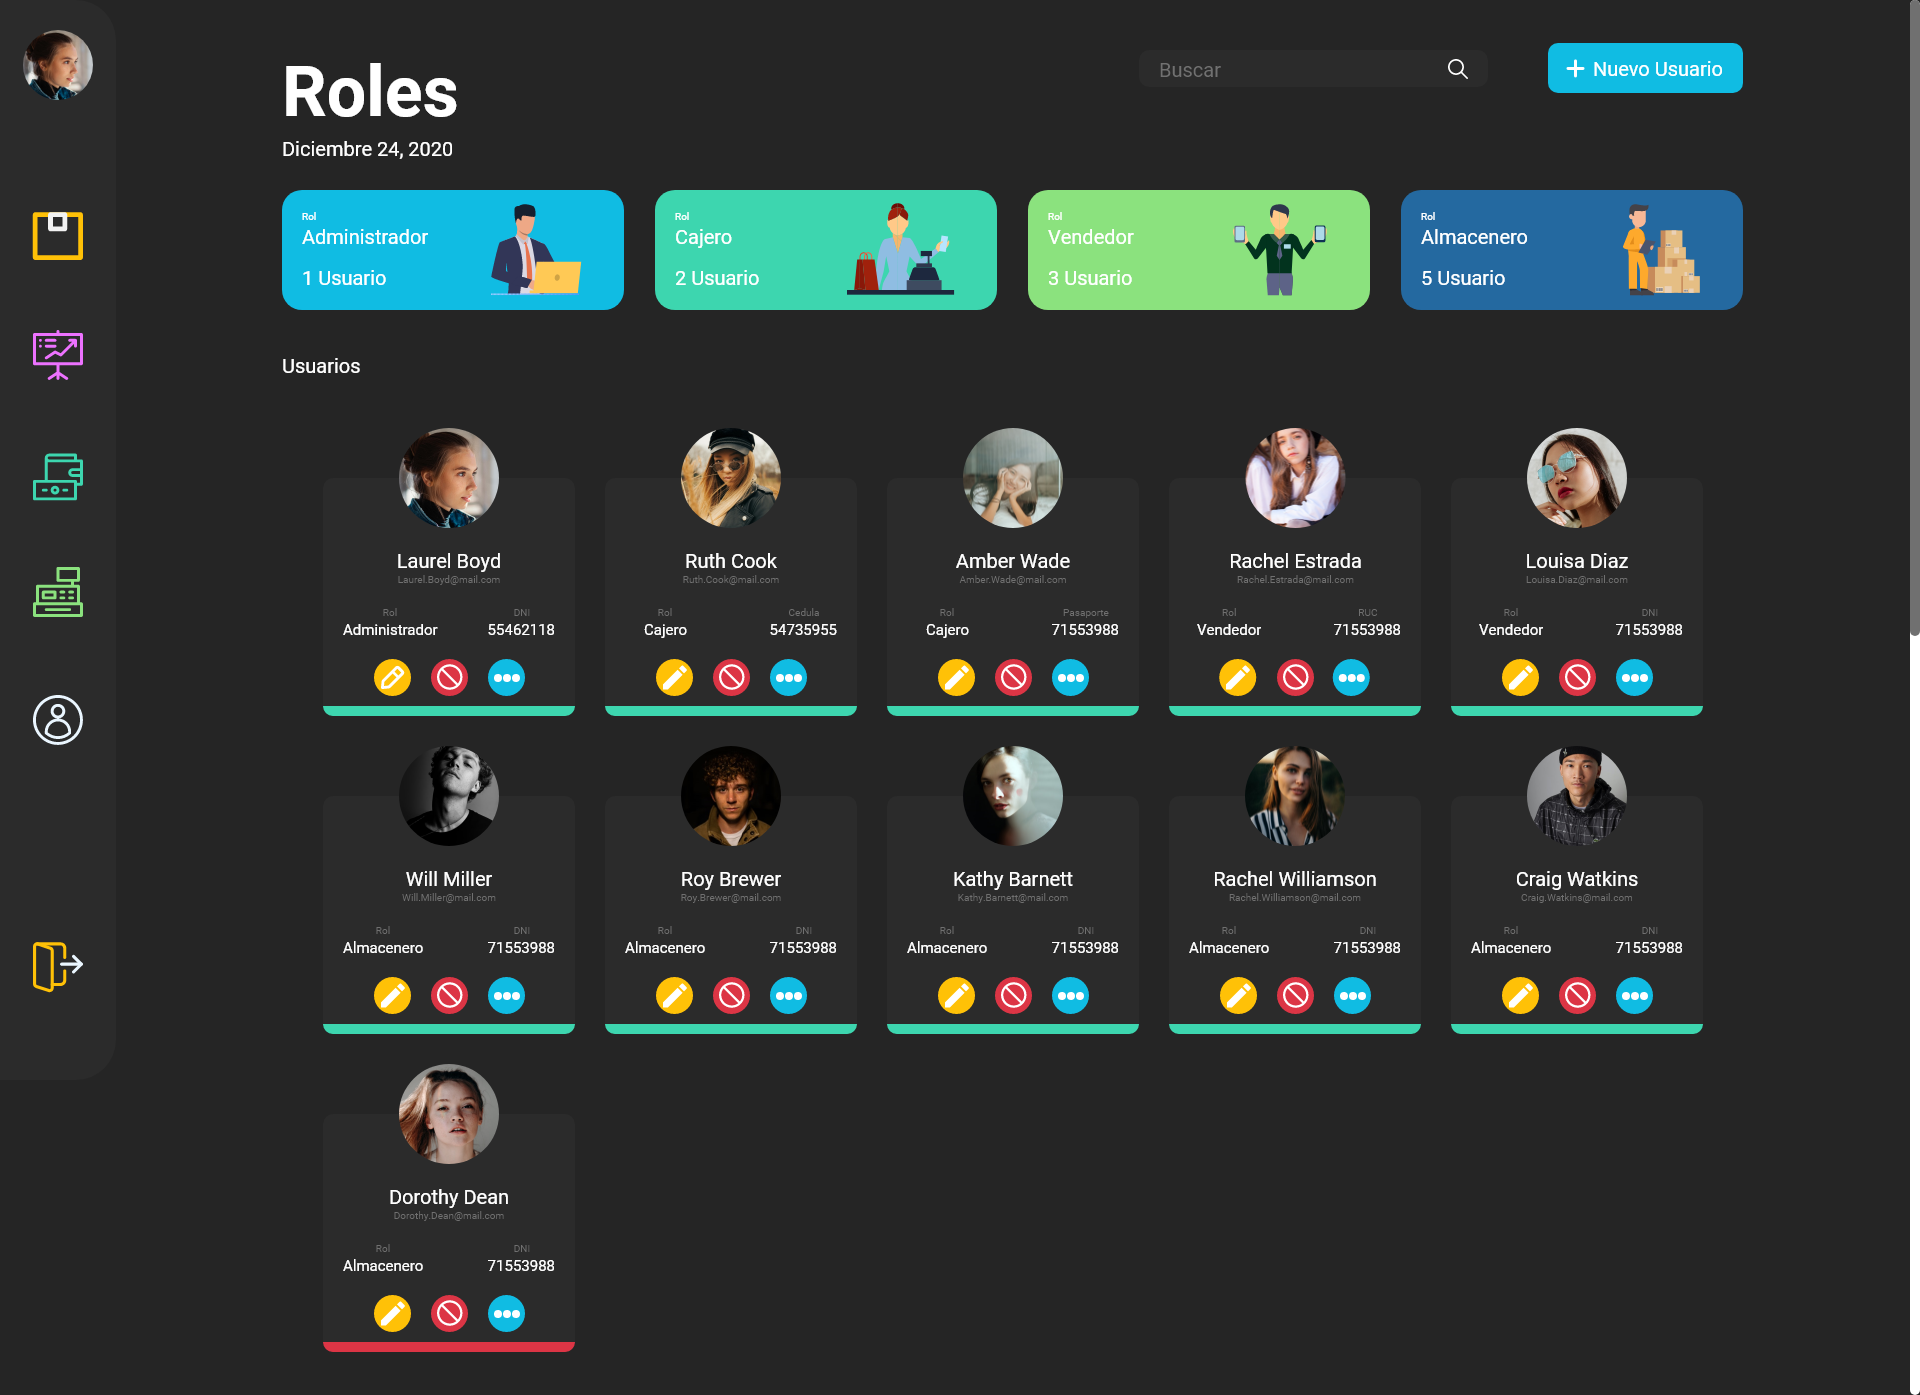 Roles
Buscar
Nuevo Usuario
Diciembre 24, 2020
Rol
Administrador
1 Usuario
Rol
Cajero
2 Usuario
Rol
Vendedor
3 Usuario
Rol
Almacenero
5 Usuario
Usuarios
Laurel Boyd
Laurel.Boyd@mail.com
Rol DNI
Administrador 55462118
Ruth Cook
Ruth.Cook@mail.com
Rol Cedula
Cajero 54735955
Amber Wade
Amber.Wade@mail.com
Rol Pasaporte
Cajero 71553988
Rachel Estrada
Rachel.Estrada@mail.com
Rol RUC
Vendedor 71553988
Louisa Diaz
Louisa.Diaz@mail.com
Rol DNI
Vendedor 71553988
Will Miller
Will.Miller@mail.com
Rol DNI
Almacenero 71553988
Roy Brewer
Roy.Brewer@mail.com
Rol DNI
Almacenero 71553988
Kathy Barnett
Kathy.Barnett@mail.com
Rol DNI
Almacenero 71553988
Rachel Williamson
Rachel.Williamson@mail.com
Rol DNI
Almacenero 71553988
Craig Watkins
Craig.Watkins@mail.com
Rol DNI
Almacenero 71553988
Dorothy Dean
Dorothy.Dean@mail.com
Rol DNI
Almacenero 71553988